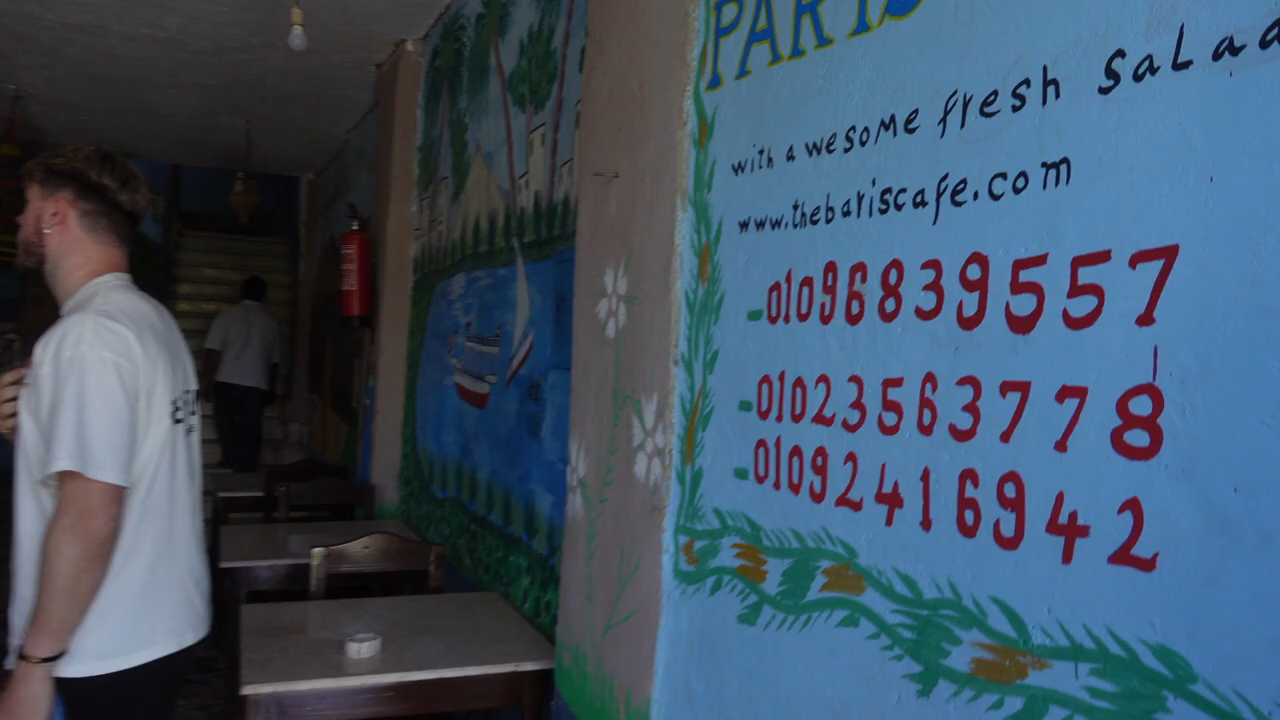 PARIS
with awesome fresh Salad
www.thebariscafe.com
-01096839557
-01023563778
-01092416942